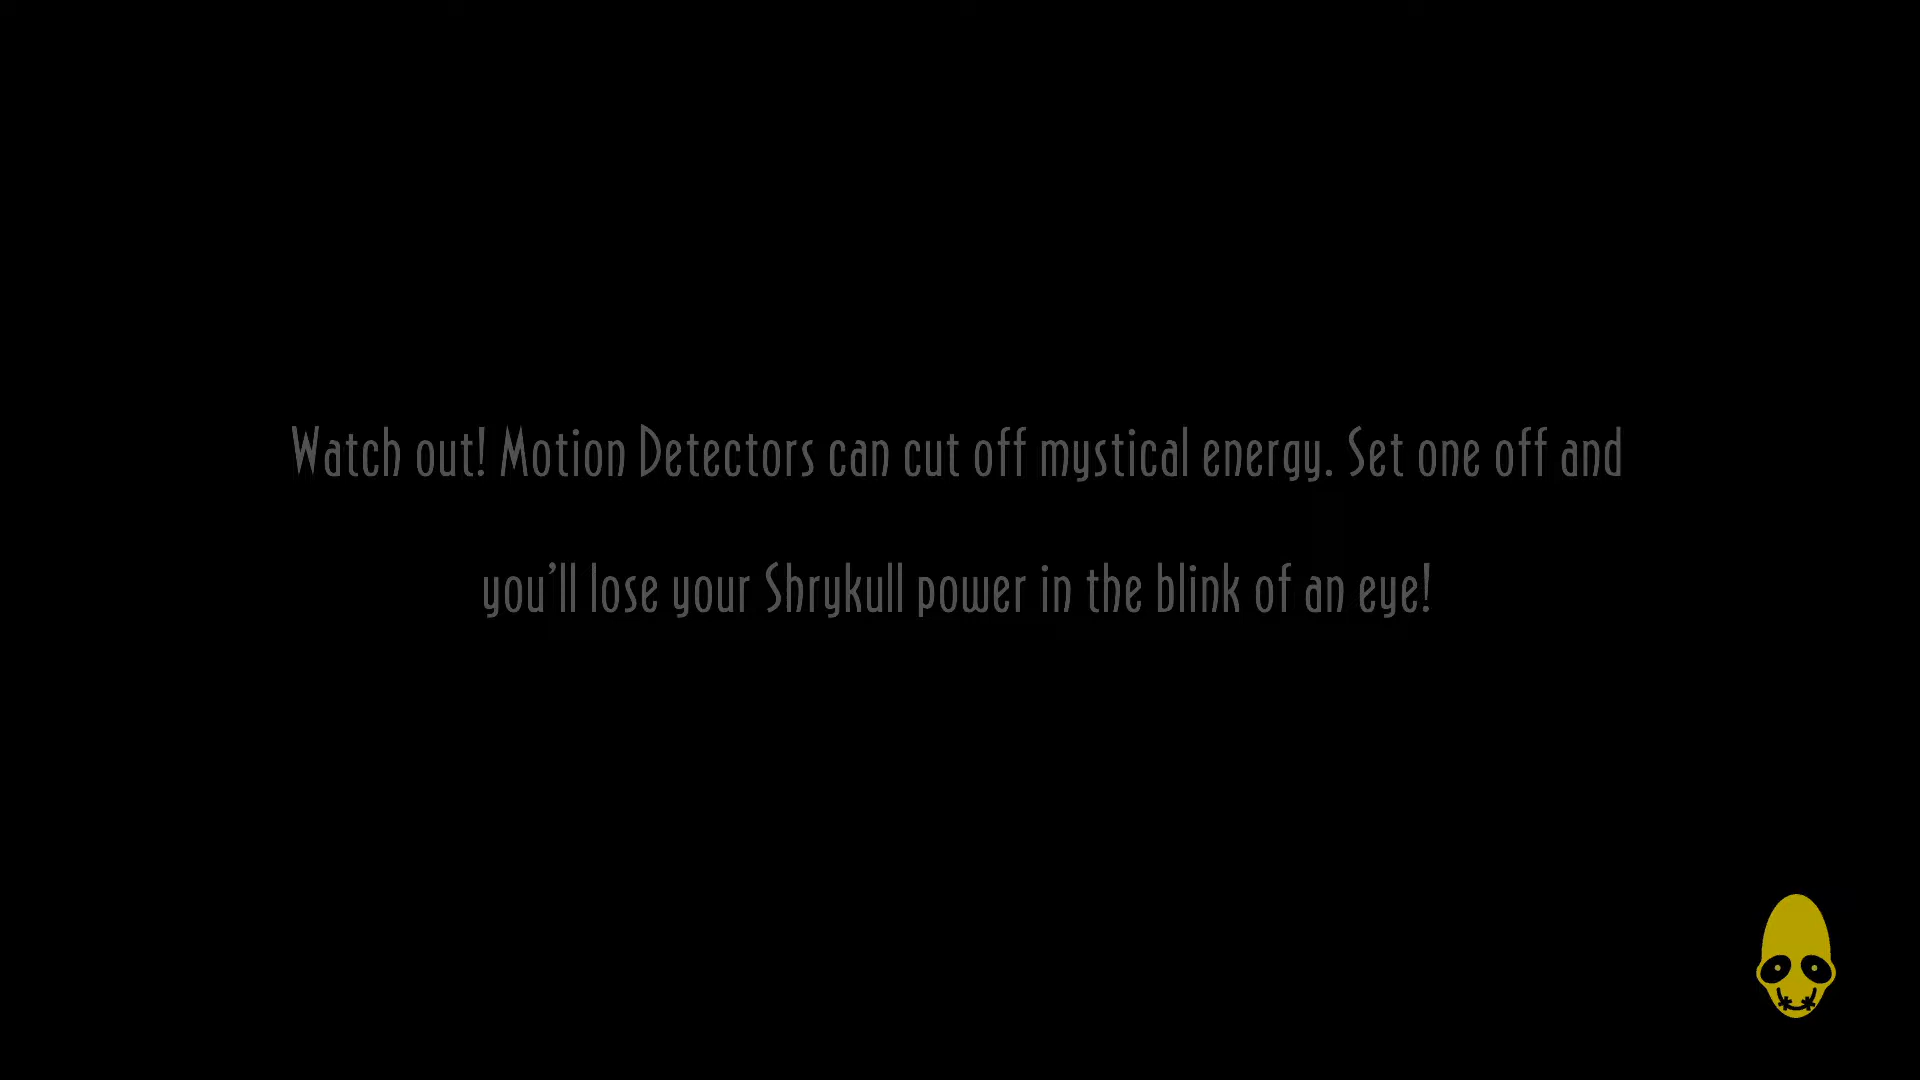 Watch out! Motion Detectors can cut off mystical energy. Set one off and
you’ll lose your Shrykull power in the blink of an eye!